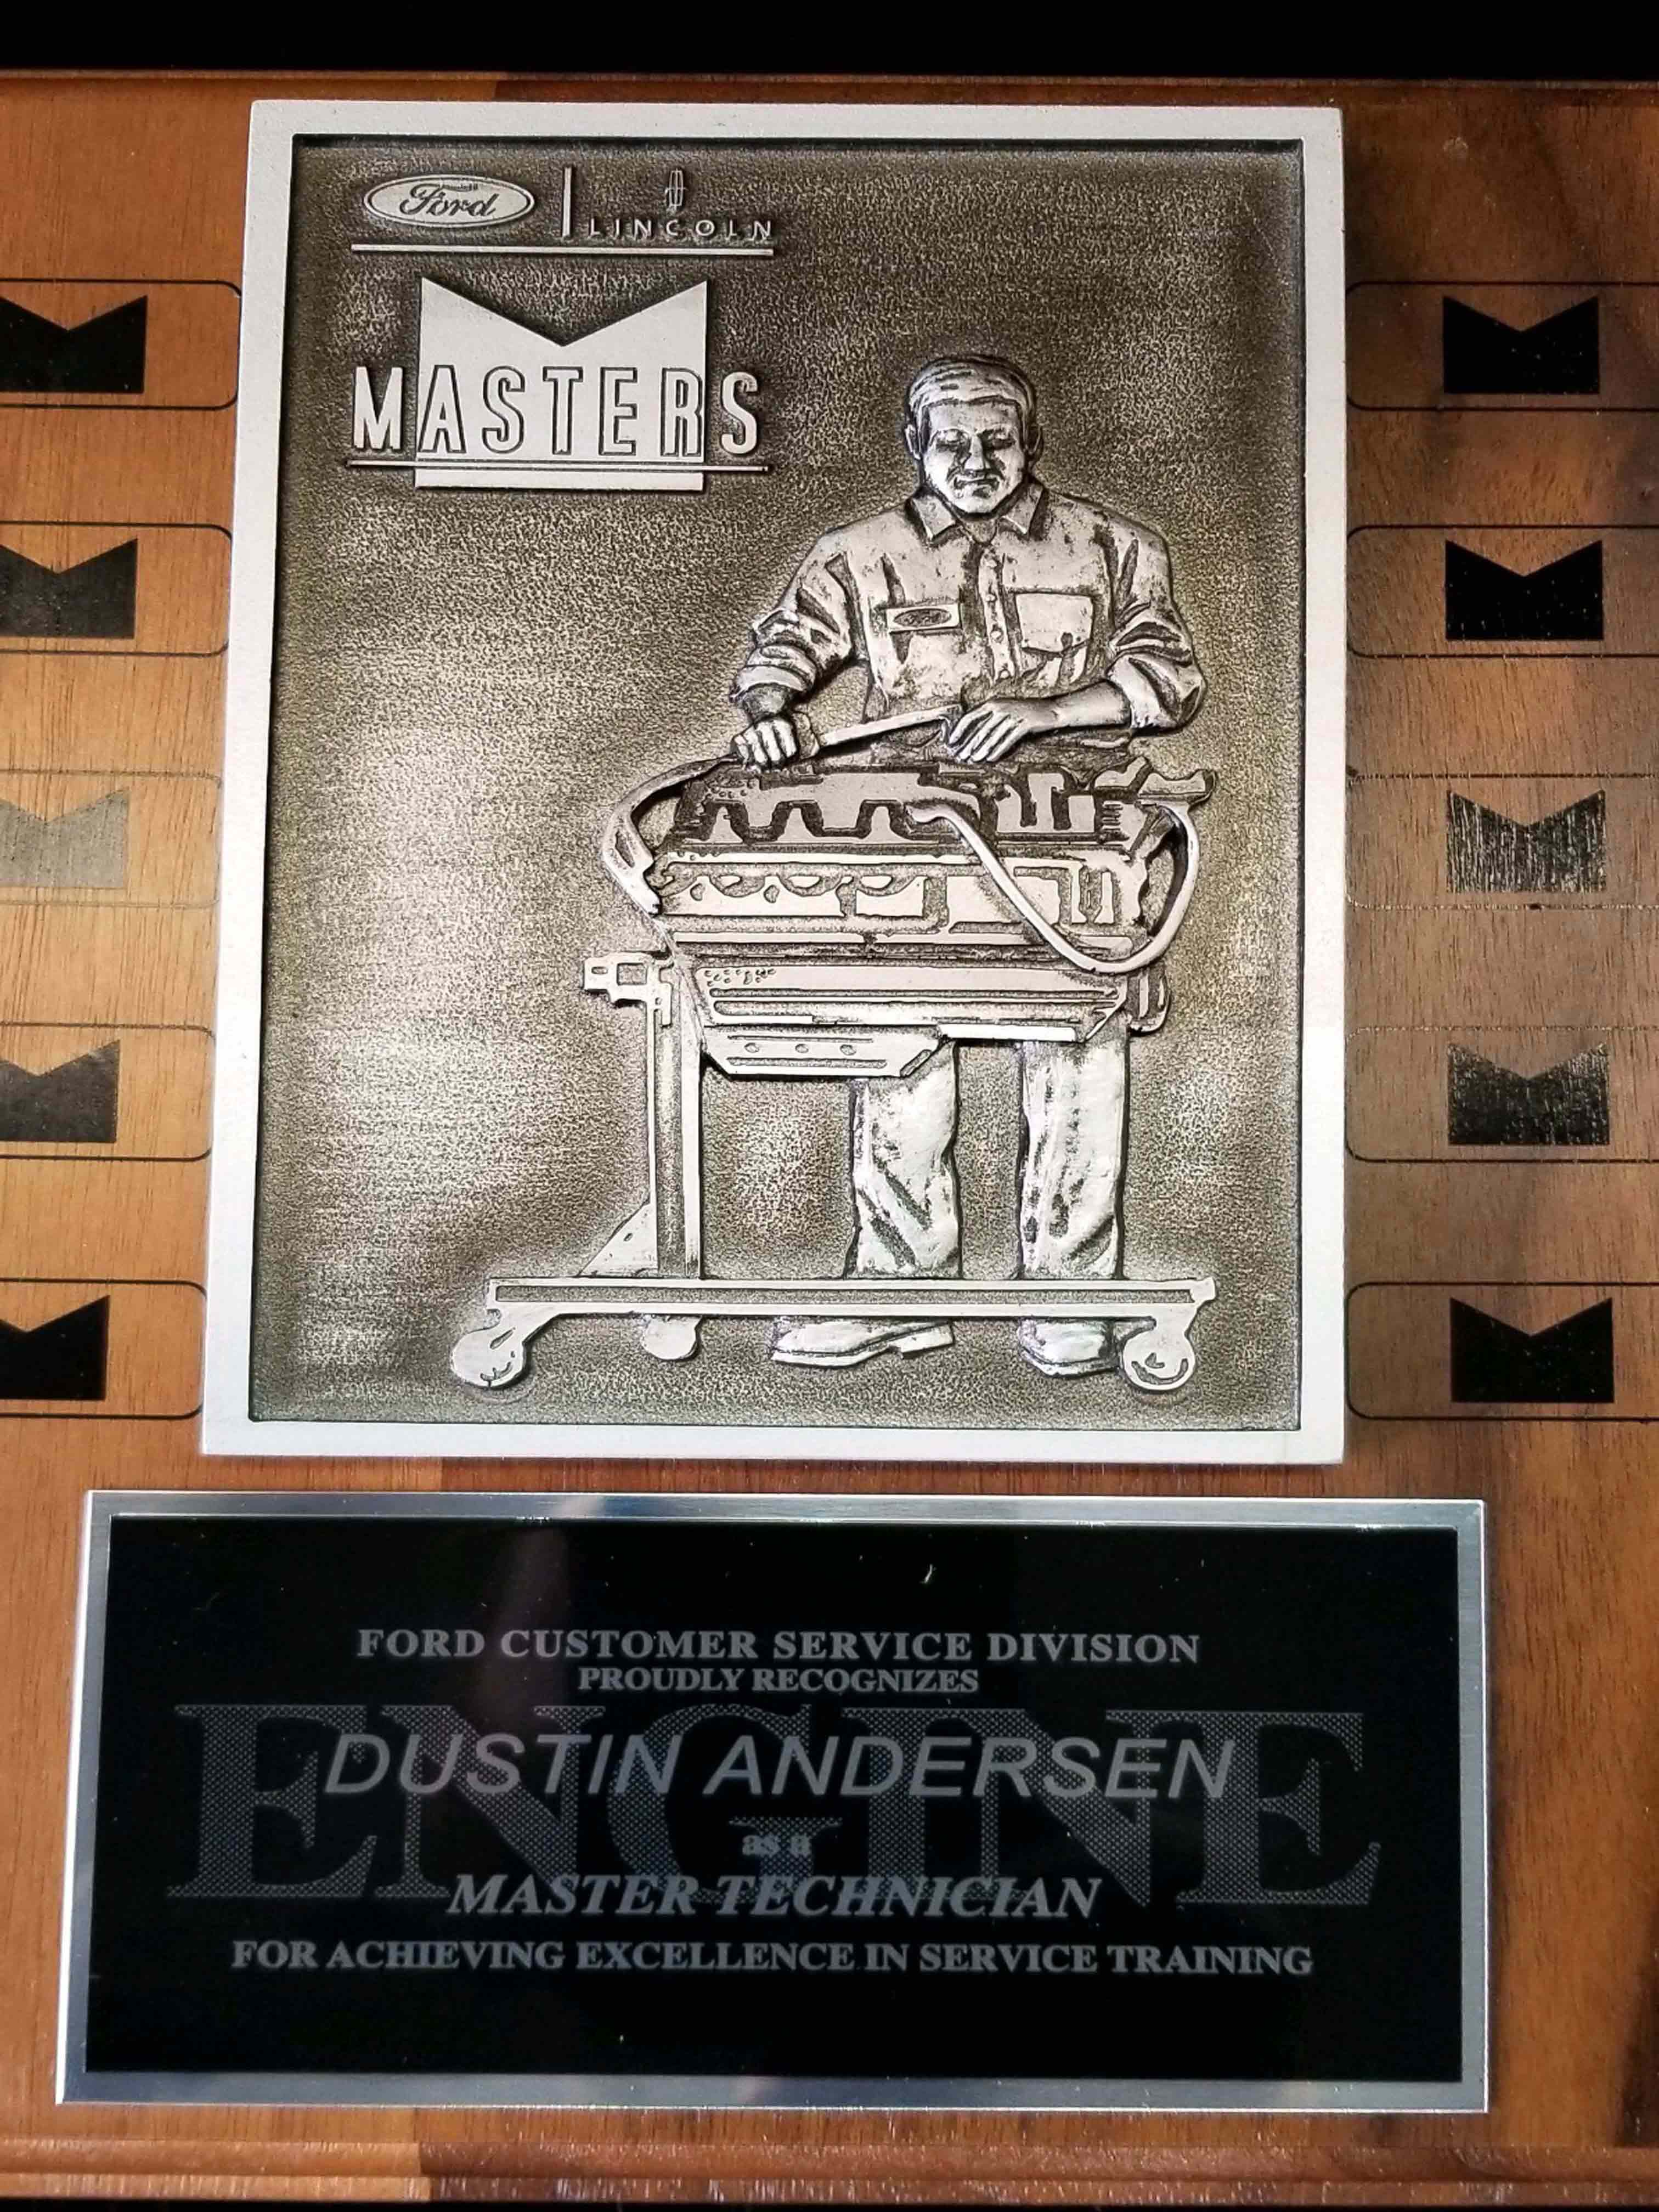 Ford LINCOLN
MASTERS
FORD CUSTOMER SERVICE DIVISION
PROUDLY RECOGNIZES
ENGINE
DUSTIN ANDERSEN
as a
MASTER TECHNICIAN
FOR ACHIEVING EXCELLENCE IN SERVICE TRAINING